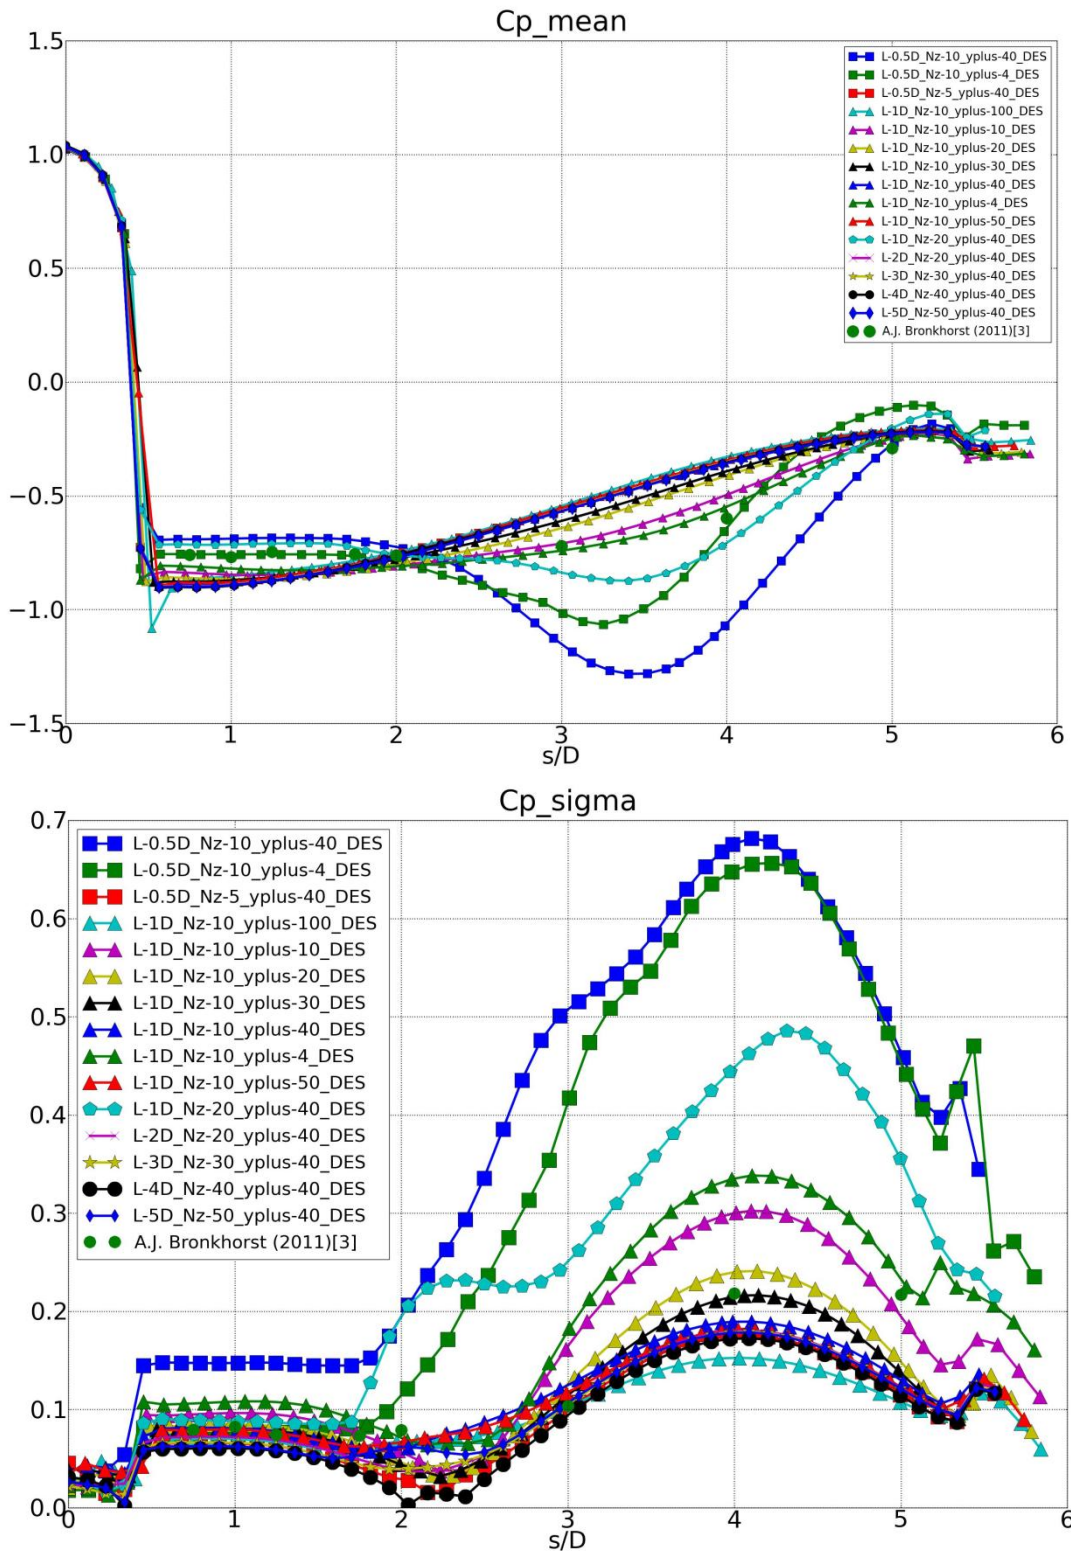 Cp_mean
1.5
1.0
0.5
0.0
−0.5
−1.0
−1.5
L-0.5D_Nz-10_yplus-40_DES
L-0.5D_Nz-10_yplus-4_DES
L-0.5D_Nz-5_yplus-40_DES
L-1D_Nz-10_yplus-100_DES
L-1D_Nz-10_yplus-10_DES
L-1D_Nz-10_yplus-20_DES
L-1D_Nz-10_yplus-30_DES
L-1D_Nz-10_yplus-40_DES
L-1D_Nz-10_yplus-4_DES
L-1D_Nz-10_yplus-50_DES
L-1D_Nz-20_yplus-40_DES
L-2D_Nz-20_yplus-40_DES
L-3D_Nz-30_yplus-40_DES
L-4D_Nz-40_yplus-40_DES
L-5D_Nz-50_yplus-40_DES
A.J. Bronkhorst (2011)[3]
0 1 2 3 4 5 6
s/D
Cp_sigma
0.7
0.6
0.5
0.4
0.3
0.2
0.1
0.0
L-0.5D_Nz-10_yplus-40_DES
L-0.5D_Nz-10_yplus-4_DES
L-0.5D_Nz-5_yplus-40_DES
L-1D_Nz-10_yplus-100_DES
L-1D_Nz-10_yplus-10_DES
L-1D_Nz-10_yplus-20_DES
L-1D_Nz-10_yplus-30_DES
L-1D_Nz-10_yplus-40_DES
L-1D_Nz-10_yplus-4_DES
L-1D_Nz-10_yplus-50_DES
L-1D_Nz-20_yplus-40_DES
L-2D_Nz-20_yplus-40_DES
L-3D_Nz-30_yplus-40_DES
L-4D_Nz-40_yplus-40_DES
L-5D_Nz-50_yplus-40_DES
A.J. Bronkhorst (2011)[3]
0 1 2 3 4 5 6
s/D